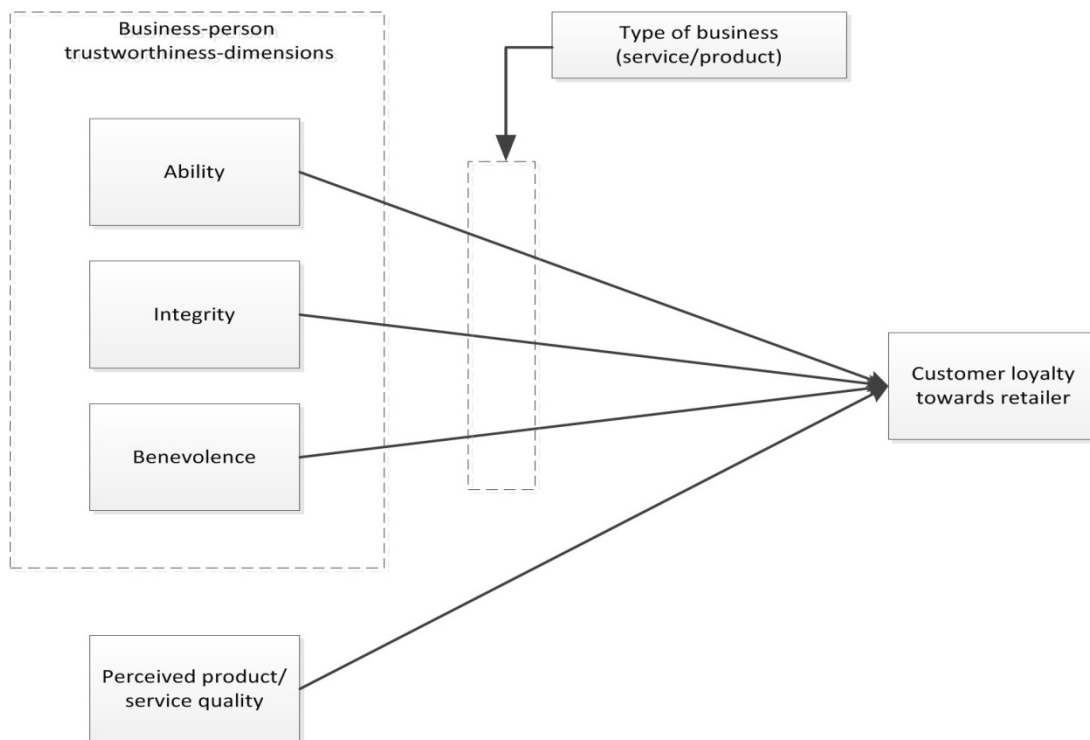 Business-person
trustworthiness-dimensions
Type of business
(service/product)
Ability
Integrity
Benevolence
Customer loyalty
towards retailer
Perceived product/
service quality